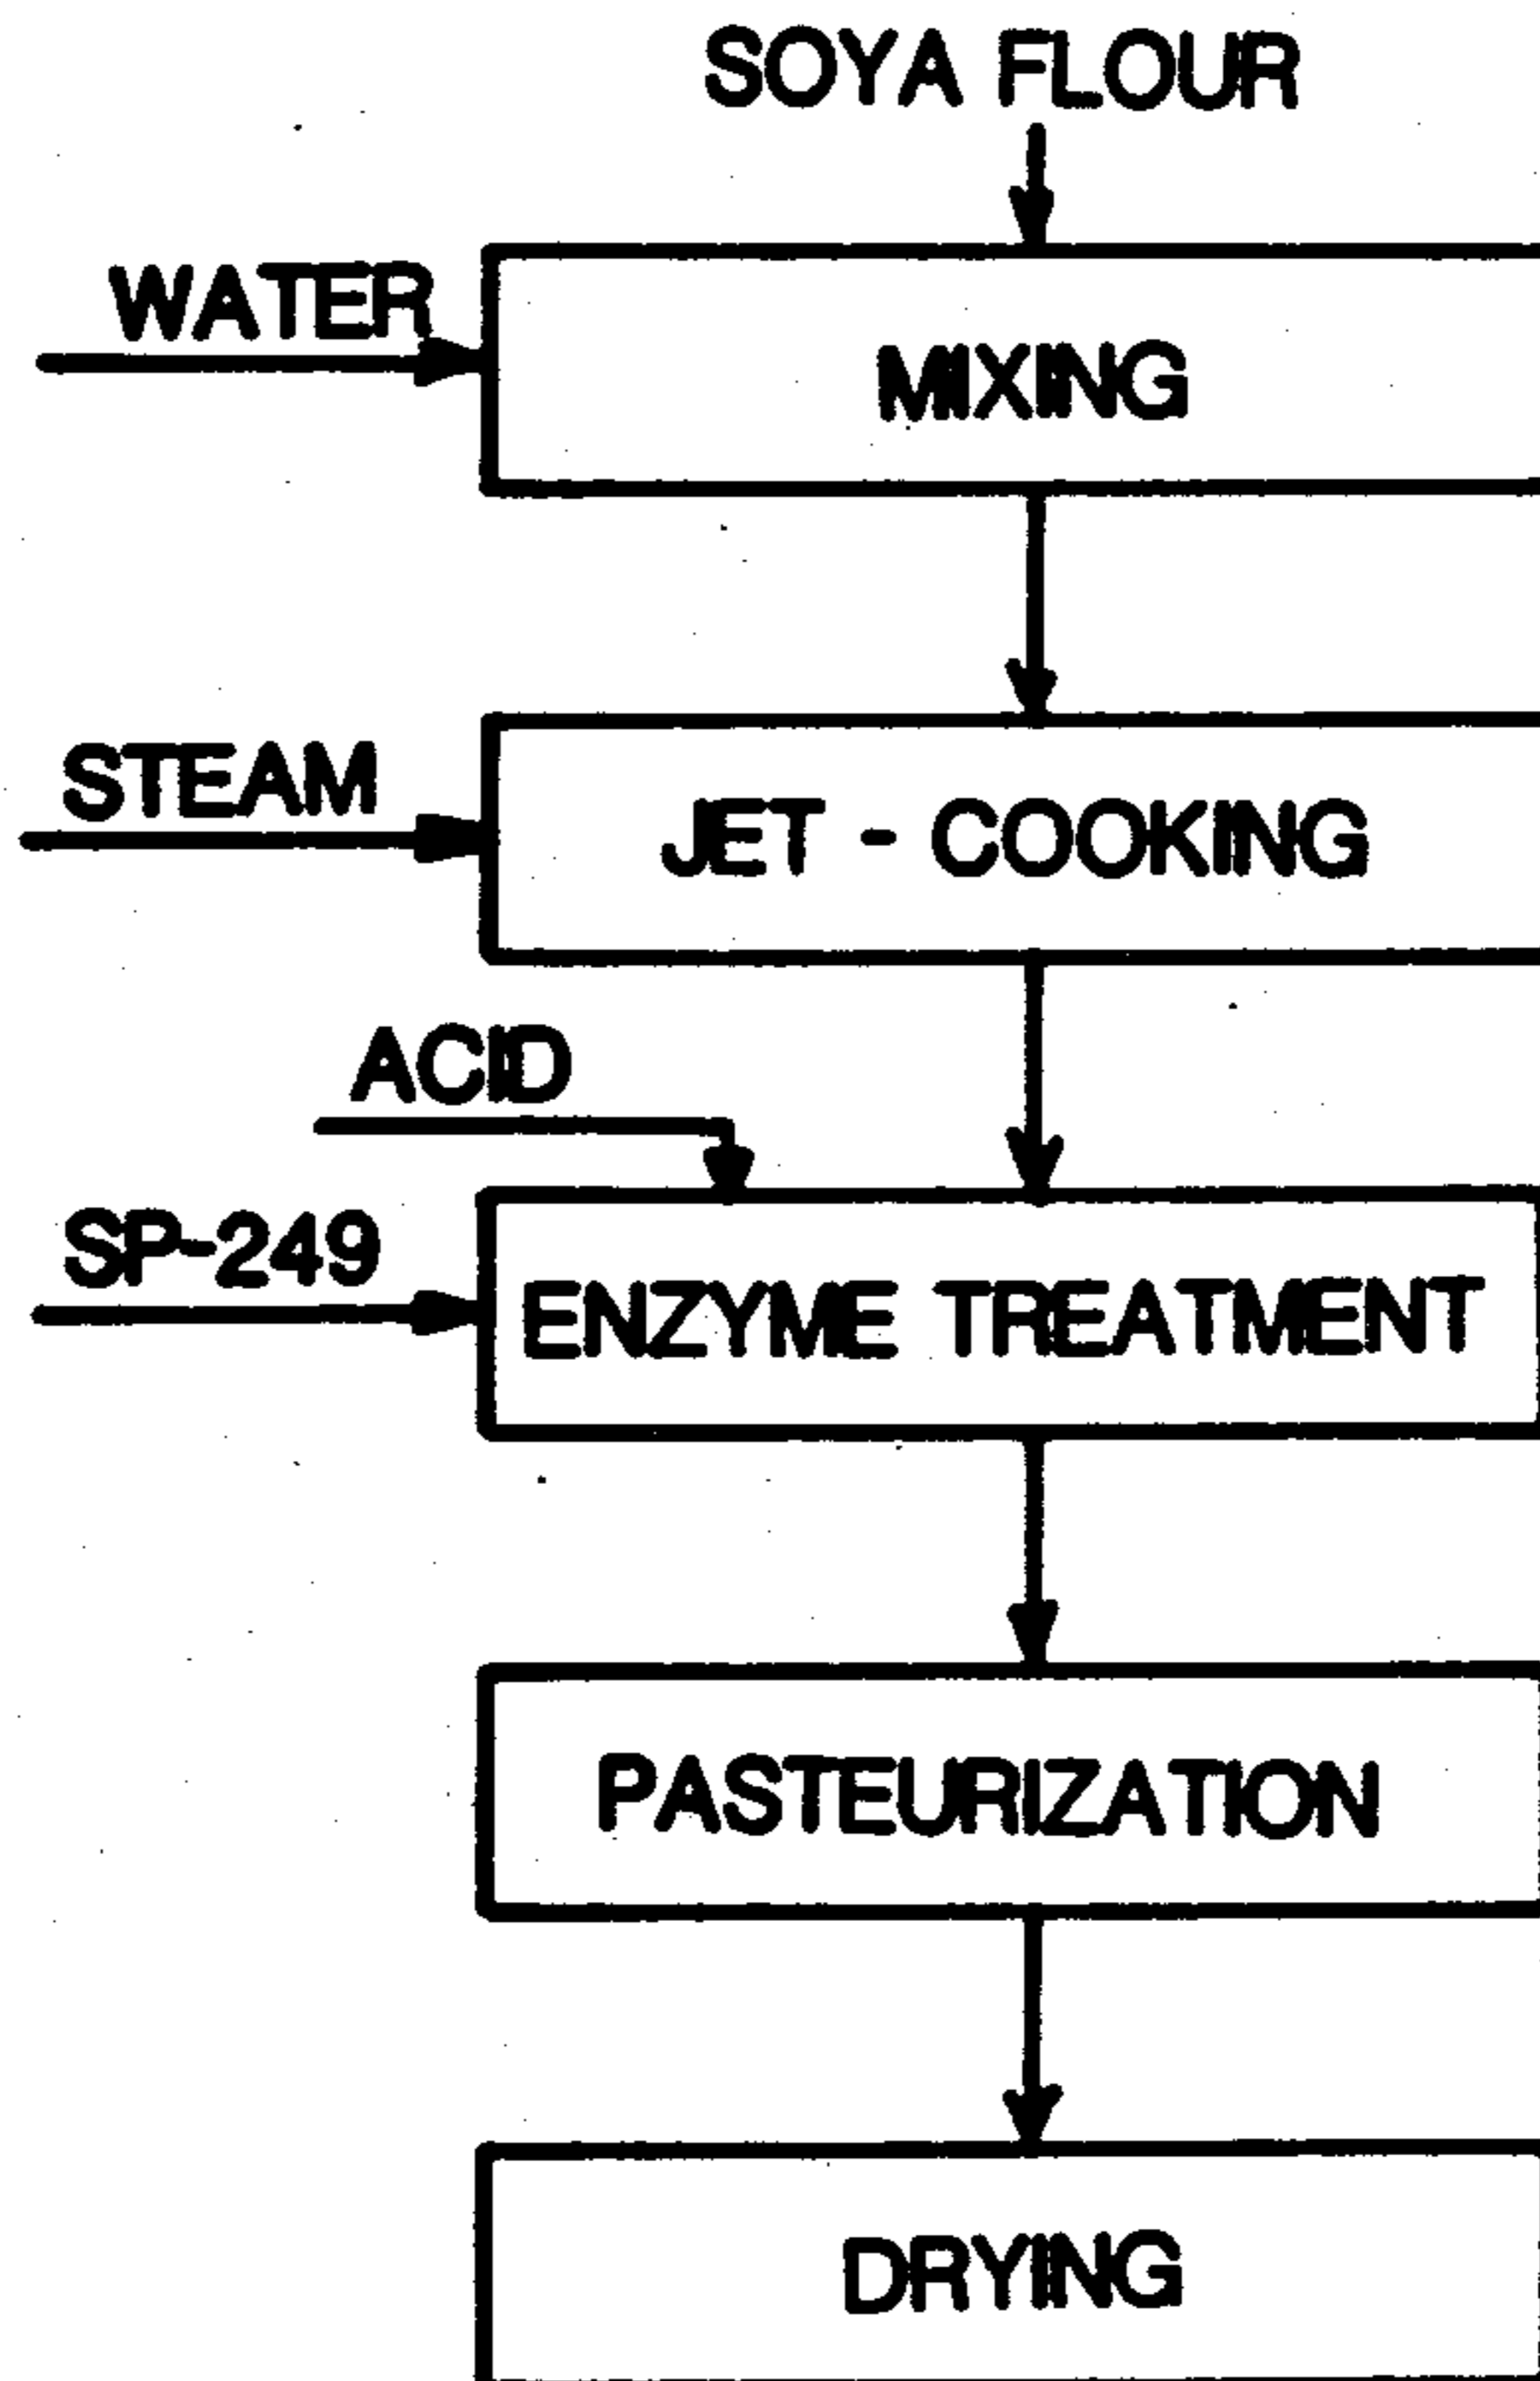 SOYA FLOUR
WATER
MIXING
STEAM
JET - COOKING
ACID
SP-249
ENZYME TREATMENT
PASTEURIZATION
DRYING